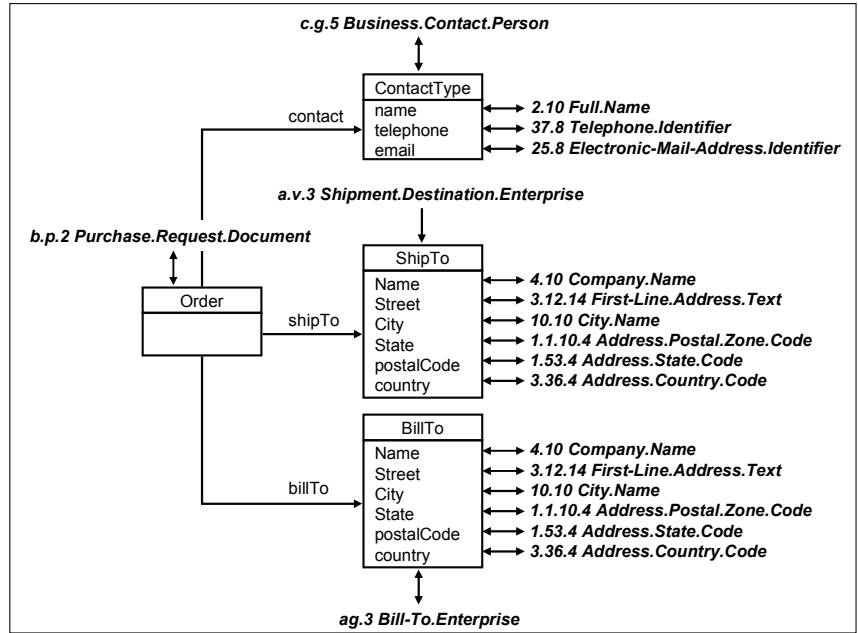 c.g.5 Business.Contact.Person
ContactType
contact
name
2.10 Full.Name
telephone
37.8 Telephone.Identifier
email
25.8 Electronic-Mail-Address.Identifier
a.v.3 Shipment.Destination.Enterprise
b.p.2 Purchase.Request.Document
Order
shipTo
ShipTo
Name
4.10 Company.Name
Street
3.12.14 First-Line.Address.Text
City
10.10 City.Name
State
1.1.10.4 Address.Postal.Zone.Code
postalCode
1.53.4 Address.State.Code
country
3.36.4 Address.Country.Code
billTo
BillTo
Name
4.10 Company.Name
Street
3.12.14 First-Line.Address.Text
City
10.10 City.Name
State
1.1.10.4 Address.Postal.Zone.Code
postalCode
1.53.4 Address.State.Code
country
3.36.4 Address.Country.Code
ag.3 Bill-To.Enterprise